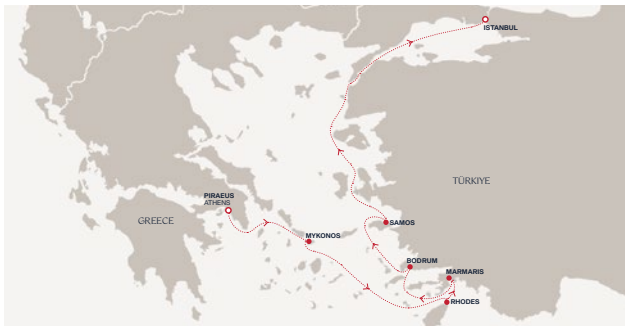 ISTANBUL
TÜRKIYE
PIRAEUS
ATHENS
GREECE
SAMOS
MYKONOS
BODRUM
MARMARIS
RHODES